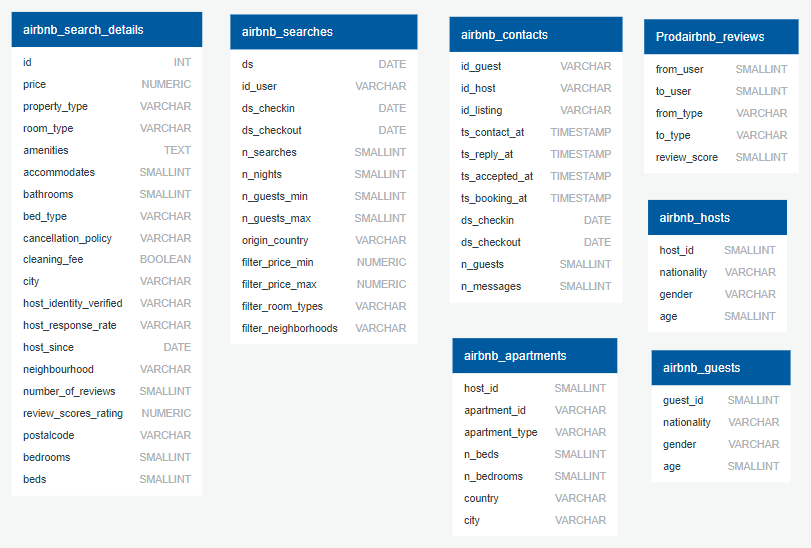 airbnb_search_details
id INT
price NUMERIC
property_type VARCHAR
room_type VARCHAR
amenities TEXT
accommodates SMALLINT
bathrooms SMALLINT
bed_type VARCHAR
cancellation_policy VARCHAR
cleaning_fee BOOLEAN
city VARCHAR
host_identity_verified VARCHAR
host_response_rate VARCHAR
host_since DATE
neighbourhood VARCHAR
number_of_reviews SMALLINT
review_scores_rating NUMERIC
postalcode VARCHAR
bedrooms SMALLINT
beds SMALLINT
airbnb_searches
ds DATE
id_user VARCHAR
ds_checkin DATE
ds_checkout DATE
n_searches SMALLINT
n_nights SMALLINT
n_guests_min SMALLINT
n_guests_max SMALLINT
origin_country VARCHAR
filter_price_min NUMERIC
filter_price_max NUMERIC
filter_room_types VARCHAR
filter_neighborhoods VARCHAR
airbnb_contacts
id_guest VARCHAR
id_host VARCHAR
id_listing VARCHAR
ts_contact_at TIMESTAMP
ts_reply_at TIMESTAMP
ts_accepted_at TIMESTAMP
ts_booking_at TIMESTAMP
ds_checkin DATE
ds_checkout DATE
n_guests SMALLINT
n_messages SMALLINT
airbnb_apartments
host_id SMALLINT
apartment_id VARCHAR
apartment_type VARCHAR
n_beds SMALLINT
n_bedrooms SMALLINT
country VARCHAR
city VARCHAR
Prodairbnb_reviews
from_user SMALLINT
to_user SMALLINT
from_type VARCHAR
to_type VARCHAR
review_score SMALLINT
airbnb_hosts
host_id SMALLINT
nationality VARCHAR
gender VARCHAR
age SMALLINT
airbnb_guests
guest_id SMALLINT
nationality VARCHAR
gender VARCHAR
age SMALLINT